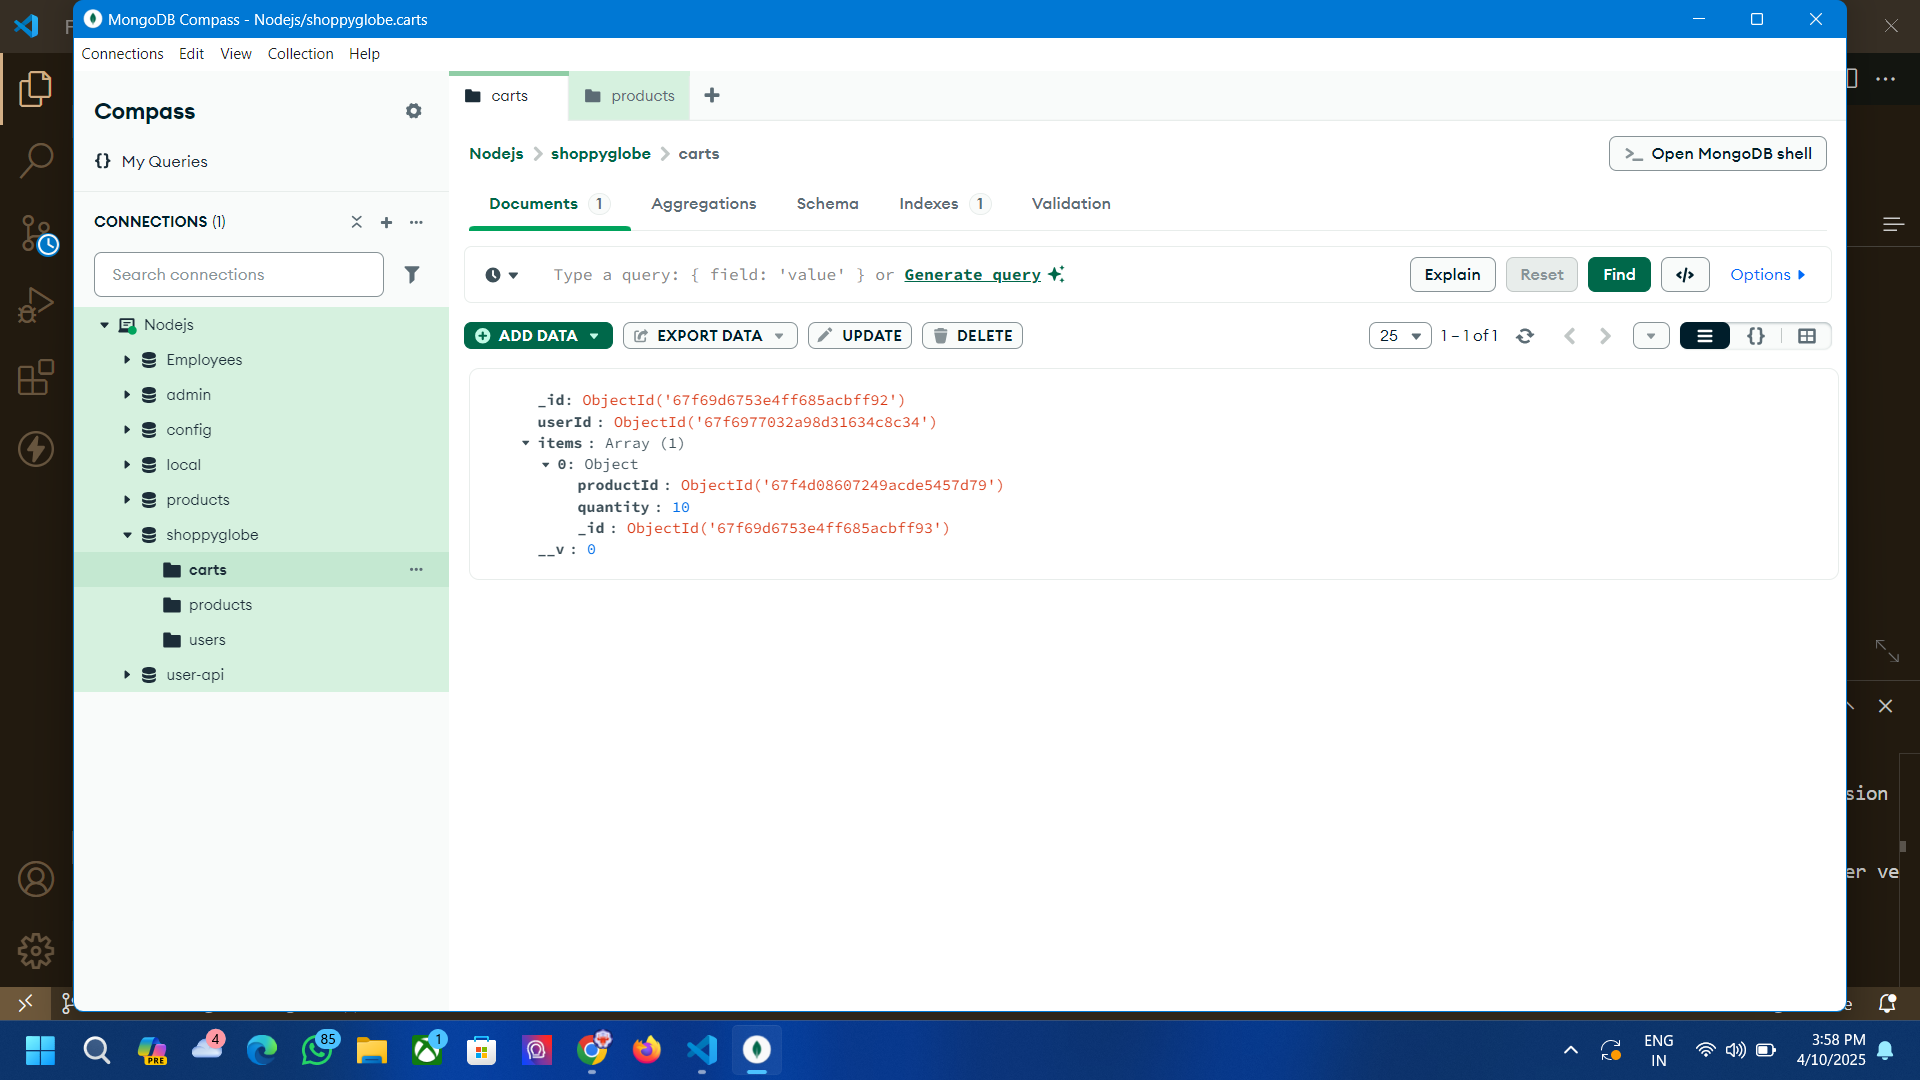 MongoDB Compass - Nodejs/shoppyglobe.carts
Connections Edit View Collection Help
Compass
{} My Queries
CONNECTIONS (1)
Search connections
Nodejs
Employees
admin
config
local
products
shoppyglobe
carts
products
users
user-api
carts products
Nodejs shoppyglobe carts
>_ Open MongoDB shell
Documents 1 Aggregations Schema Indexes 1 Validation
Type a query: { field: 'value' } or Generate query
Explain Reset Find </> Options
ADD DATA EXPORT DATA UPDATE DELETE
25 1 – 1 of 1 {}
_id: ObjectId('67f69d6753e4ff685acbff92')
userId : ObjectId('67f6977032a98d31634c8c34')
items : Array (1)
0: Object
productId : ObjectId('67f4d08607249acde5457d79')
quantity : 10
_id : ObjectId('67f69d6753e4ff685acbff93')
__v : 0
sion
er ve
PRE
4
85
1
ENG
IN
3:58 PM
4/10/2025